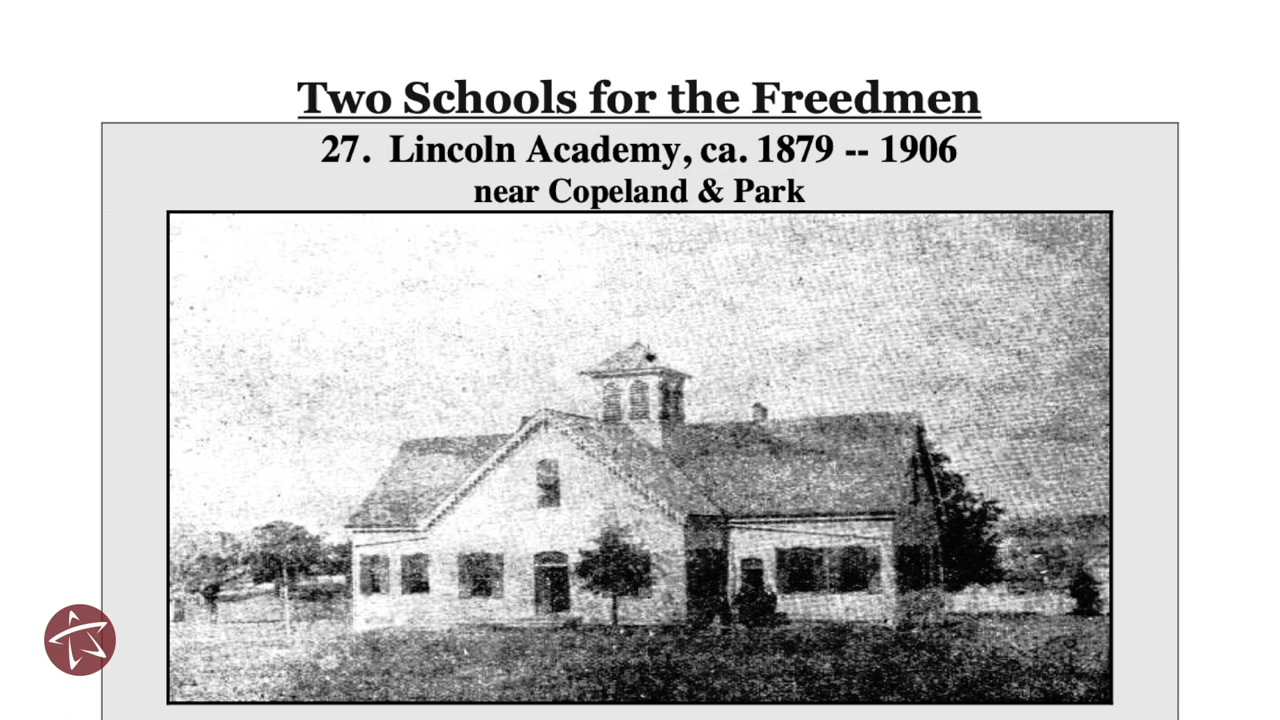 Two Schools for the Freedmen
27. Lincoln Academy, ca. 1879 -- 1906
near Copeland & Park